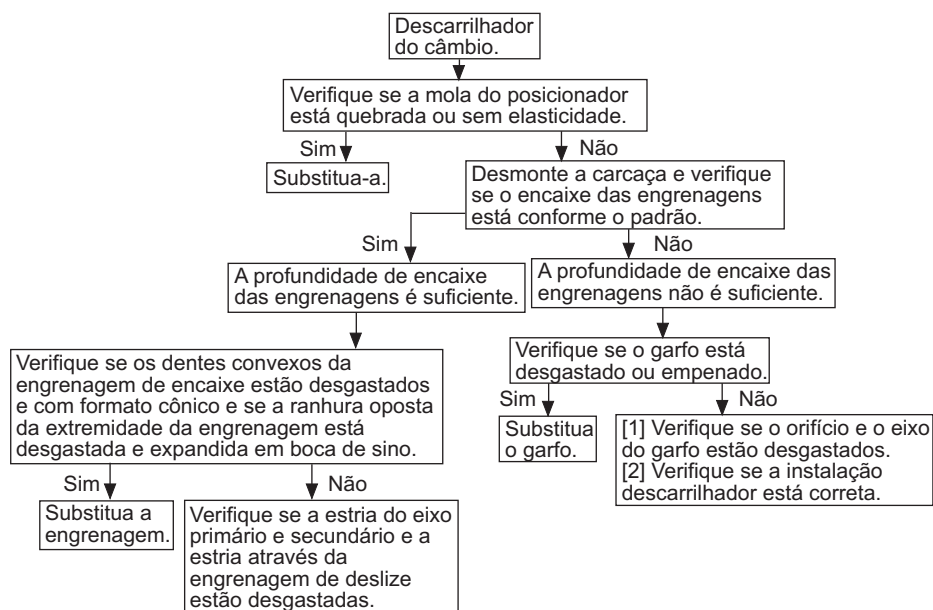 Descarrilhador
do câmbio.
Verifique se a mola do posicionador
está quebrada ou sem elasticidade.
Sim
Não
Substitua-a.
Desmonte a carcaça e verifique
se o encaixe das engrenagens
está conforme o padrão.
Sim
Não
A profundidade de encaixe
das engrenagens é suficiente.
A profundidade de encaixe das
engrenagens não é suficiente.
Verifique se os dentes convexos da
engrenagem de encaixe estão desgastados
e com formato cônico e se a ranhura oposta
da extremidade da engrenagem está
desgastada e expandida em boca de sino.
Verifique se o garfo está
desgastado ou empenado.
Sim
Não
Substitua
o garfo.
[1] Verifique se o orifício e o eixo
do garfo estão desgastados.
[2] Verifique se a instalação
descarrilhador está correta.
Sim
Não
Substitua a
engrenagem.
Verifique se a estria do eixo
primário e secundário e a
estria através da
engrenagem de deslize
estão desgastadas.